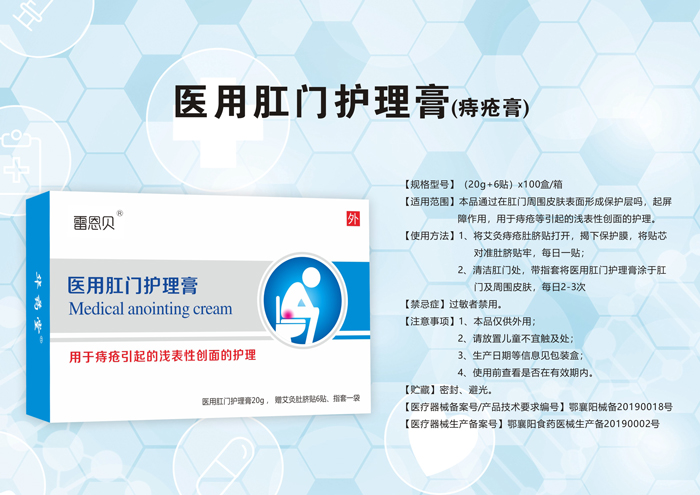 医用肛门护理膏(痔疮膏)
【规格型号】（20g+6贴）x100盒/箱
【适用范围】本品通过在肛门周围皮肤表面形成保护层吗，起屏
障作用，用于痔疮等引起的浅表性创面的护理。
【使用方法】1、将艾灸痔疮肚脐贴打开，揭下保护膜，将贴芯
对准肚脐贴牢，每日一贴；
2、清洁肛门处，带指套将医用肛门护理膏涂于肛
门及周围皮肤，每日2-3次
【禁忌症】过敏者禁用。
【注意事项】1、本品仅供外用；
2、请放置儿童不宜触及处；
3、生产日期等信息见包装盒；
4、使用前查看是否在有效期内。
【贮藏】密封、避光。
【医疗器械备案号/产品技术要求编号】鄂襄阳械备20190018号
【医疗器械生产备案号】鄂襄阳食药医械生产备20190002号
雷恩贝®
外
医用肛门护理膏
Medical anointing cream
用于痔疮引起的浅表性创面的护理
医用肛门护理膏20g，赠艾灸肚脐贴6贴、指套一袋